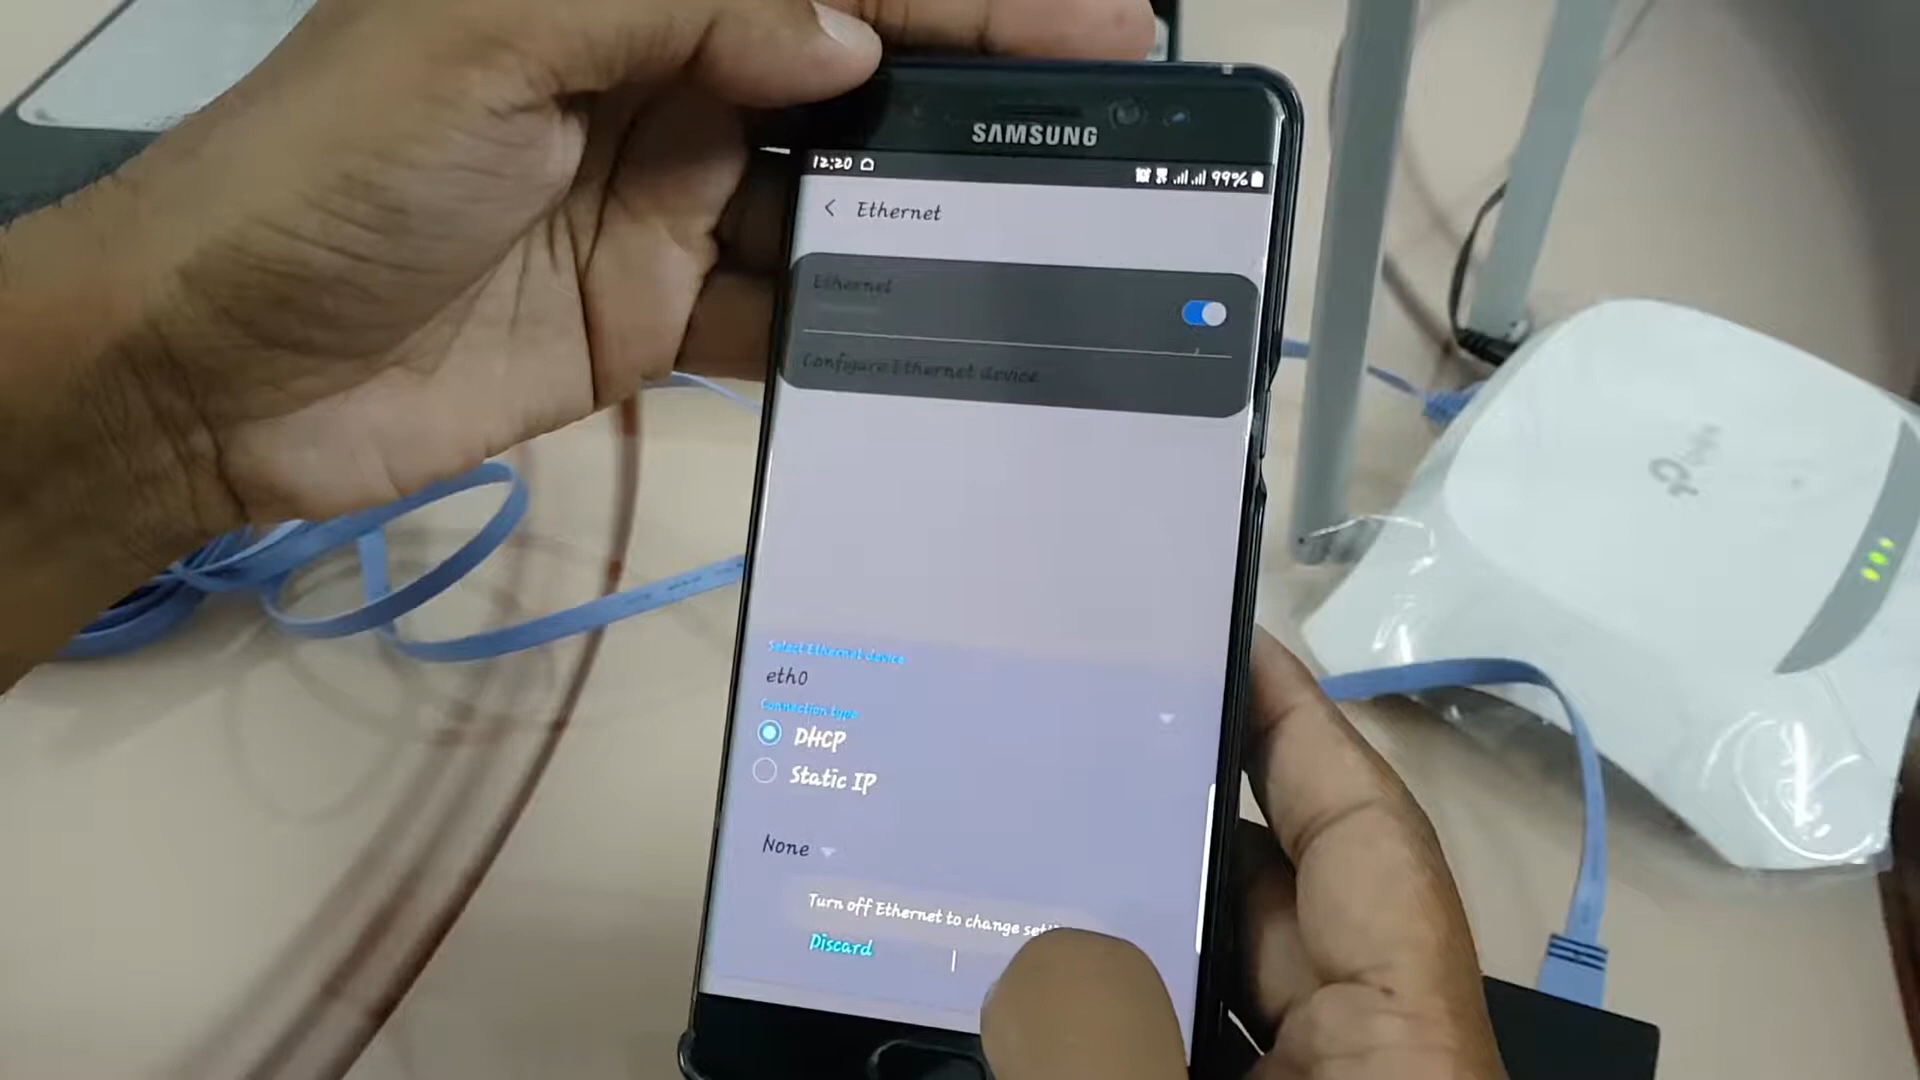 SAMSUNG
12:20 99%
Ethernet
Ethernet
Configure Ethernet device
Select Ethernet device
eth0
Connection type
DHCP
Static IP
None
Turn off Ethernet to change
Discard